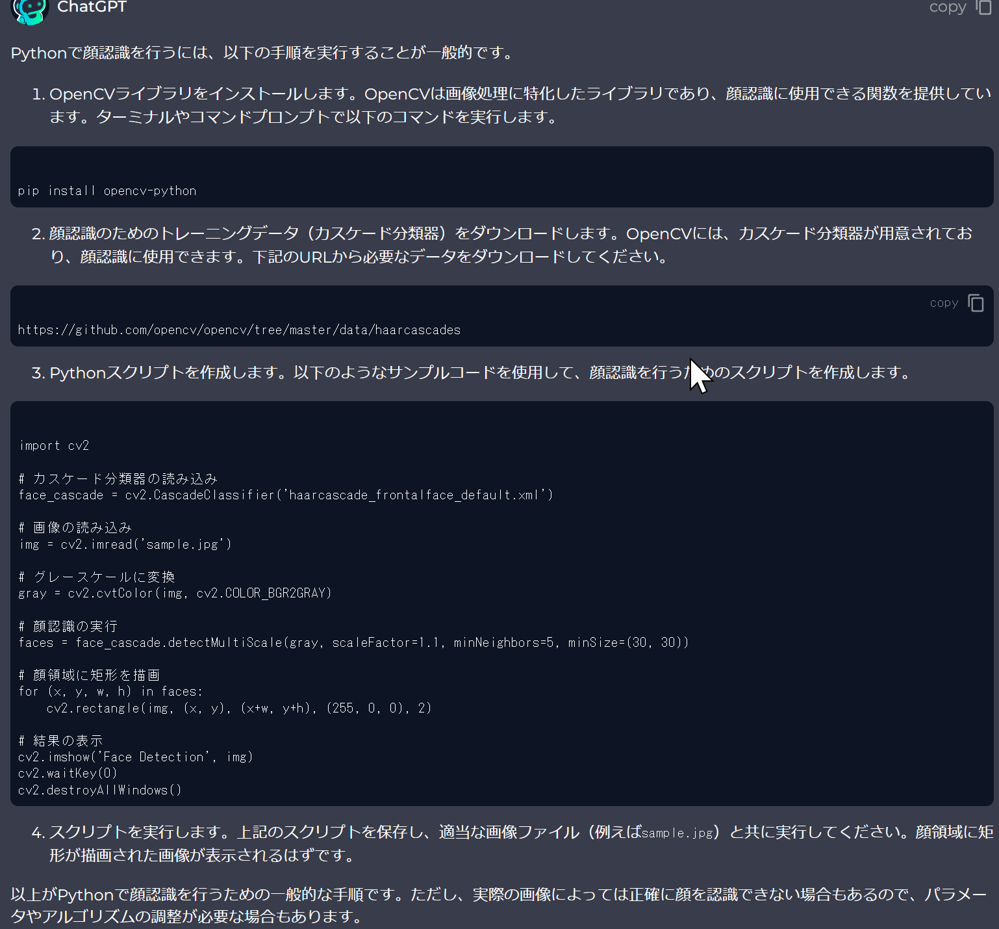 ChatGPT
copy
Pythonで顔認識を行うには、以下の手順を実行することが一般的です。
1. OpenCVライブラリをインストールします。OpenCVは画像処理に特化したライブラリであり、顔認識に使用できる関数を提供してい
ます。ターミナルやコマンドプロンプトで以下のコマンドを実行します。
pip install opencv-python
2. 顔認識のためのトレーニングデータ（カスケード分類器）をダウンロードします。OpenCVには、カスケード分類器が用意されてお
り、顔認識に使用できます。下記のURLから必要なデータをダウンロードしてください。
copy
https://github.com/opencv/opencv/tree/master/data/haarcascades
3. Pythonスクリプトを作成します。以下のようなサンプルコードを使用して、顔認識を行うためのスクリプトを作成します。
import cv2
# カスケード分類器の読み込み
face_cascade = cv2.CascadeClassifier('haarcascade_frontalface_default.xml')
# 画像の読み込み
img = cv2.imread('sample.jpg')
# グレースケールに変換
gray = cv2.cvtColor(img, cv2.COLOR_BGR2GRAY)
# 顔認識の実行
faces = face_cascade.detectMultiScale(gray, scaleFactor=1.1, minNeighbors=5, minSize=(30, 30))
# 顔領域に矩形を描画
for (x, y, w, h) in faces:
    cv2.rectangle(img, (x, y), (x+w, y+h), (255, 0, 0), 2)
# 結果の表示
cv2.imshow('Face Detection', img)
cv2.waitKey(0)
cv2.destroyAllWindows()
4. スクリプトを実行します。上記のスクリプトを保存し、適当な画像ファイル（例えばsample.jpg）と共に実行してください。顔領域に矩
形が描画された画像が表示されるはずです。
以上がPythonで顔認識を行うための一般的な手順です。ただし、実際の画像によっては正確に顔を認識できない場合もあるので、パラメー
タやアルゴリズムの調整が必要な場合もあります。